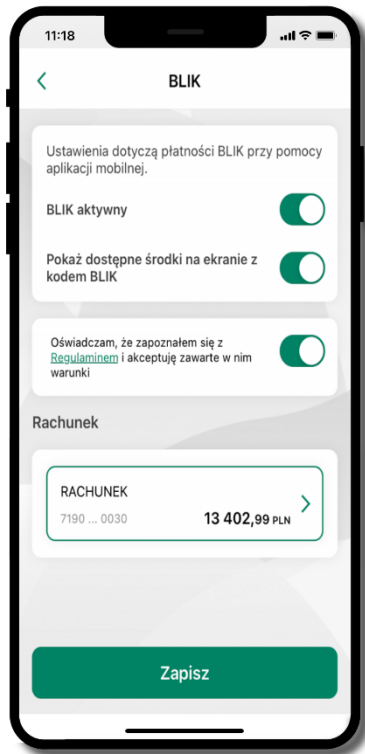 11:18
BLIK
Ustawienia dotyczą płatności BLIK przy pomocy
aplikacji mobilnej.
BLIK aktywny
Pokaż dostępne środki na ekranie z
kodem BLIK
Oświadczam, że zapoznałem się z
Regulaminem i akceptuję zawarte w nim
warunki
Rachunek
RACHUNEK
7190 ... 0030
13 402,99 PLN
Zapisz